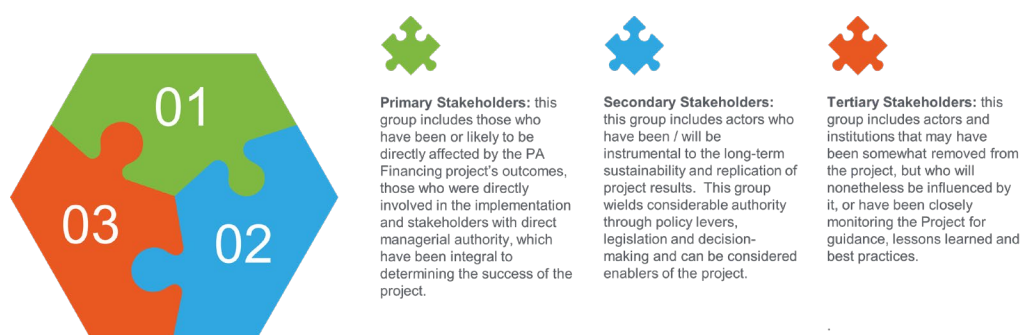 01
03
02
Primary Stakeholders: this
group includes those who
have been or likely to be
directly affected by the PA
Financing project's outcomes,
those who were directly
involved in the implementation
and stakeholders with direct
managerial authority, which
have been integral to
determining the success of the
project.
Secondary Stakeholders:
this group includes actors who
have been / will be
instrumental to the long-term
sustainability and replication of
project results.  This group
wields considerable authority
through policy levers,
legislation and decision-
making and can be considered
enablers of the project.
Tertiary Stakeholders: this
group includes actors and
institutions that may have
been somewhat removed from
the project, but who will
nonetheless be influenced by
it, or have been closely
monitoring the Project for
guidance, lessons learned and
best practices.
.